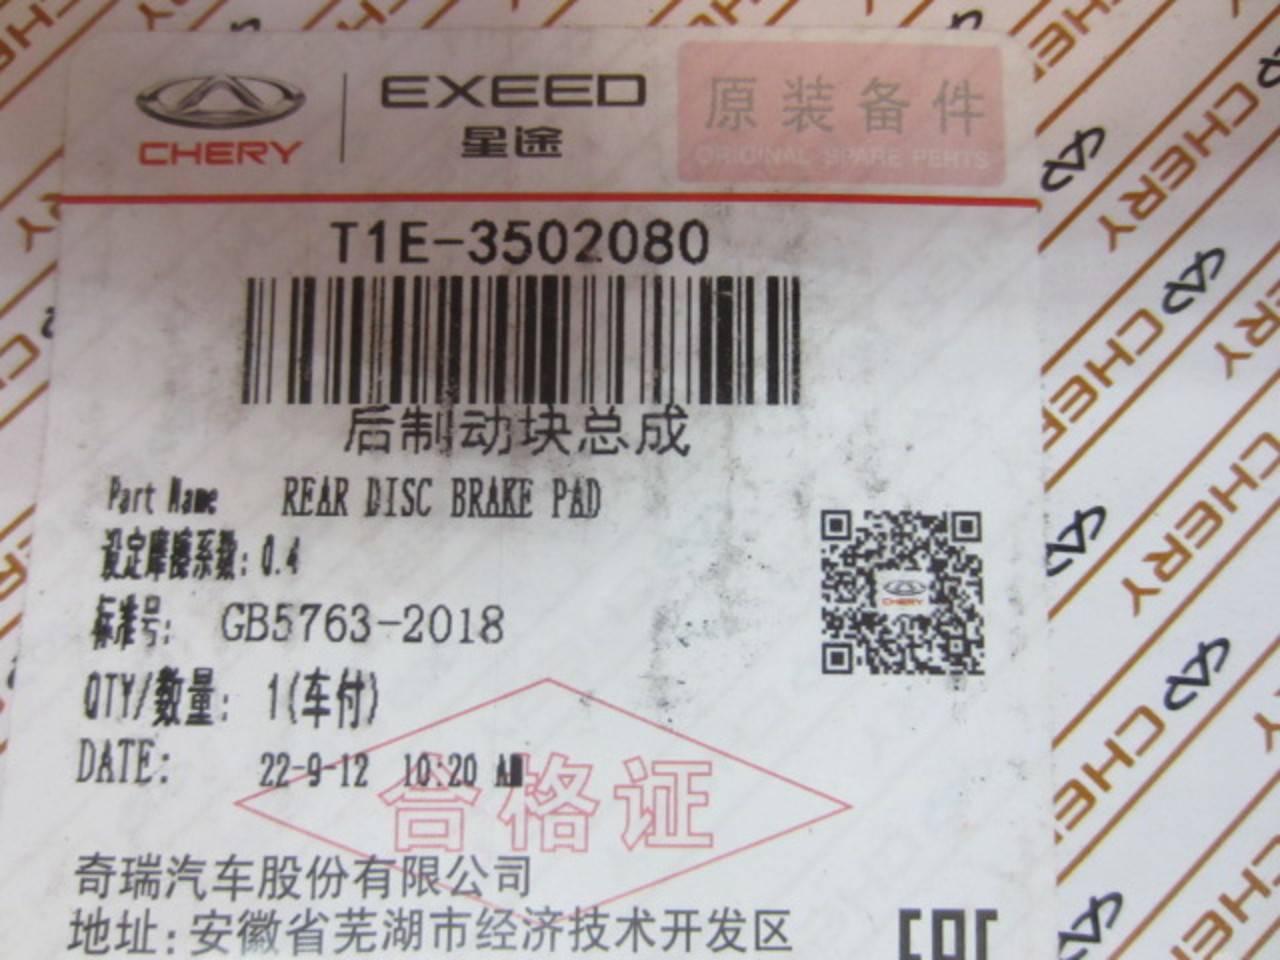 CHERY
EXEED
星途
原装备件
ORIGINAL SPARE PERTS
T1E-3502080
后制动块总成
Part Name REAR DISC BRAKE PAD
设定摩擦系数: 0.4
标准号: GB5763-2018
QTY/数量: 1(车付)
DATE: 22-9-12 10:20 AM
合格证
奇瑞汽车股份有限公司
地址:安徽省芜湖市经济技术开发区
EAC
CHERY
CHERY
CHERY
CHERY
CHERY